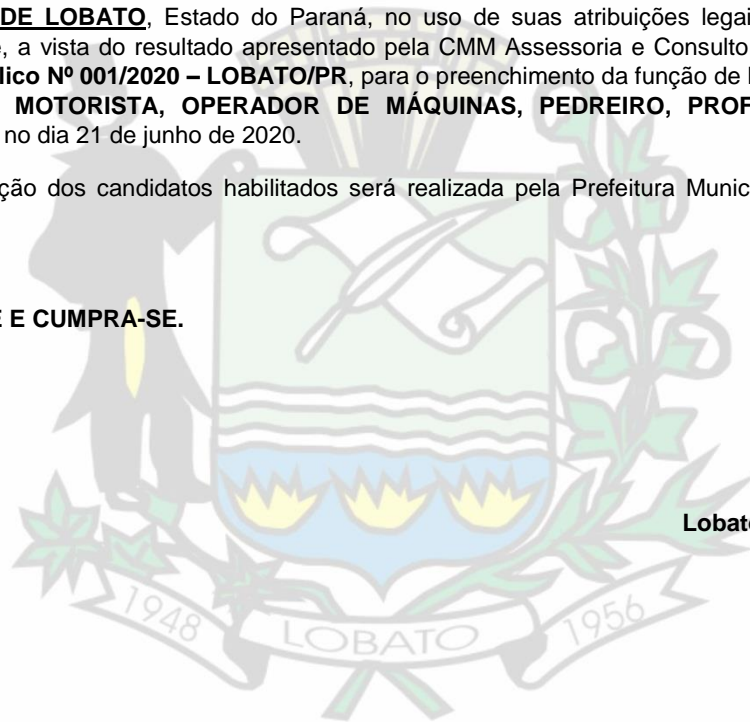 DE LOBATO, Estado do Paraná, no uso de suas atribuições legai
, a vista do resultado apresentado pela CMM Assessoria e Consulto
lico Nº 001/2020 – LOBATO/PR, para o preenchimento da função de
MOTORISTA, OPERADOR DE MÁQUINAS, PEDREIRO, PROF
no dia 21 de junho de 2020.
ção dos candidatos habilitados será realizada pela Prefeitura Munic
E E CUMPRA-SE.
Lobato
1948 LOBATO 1956